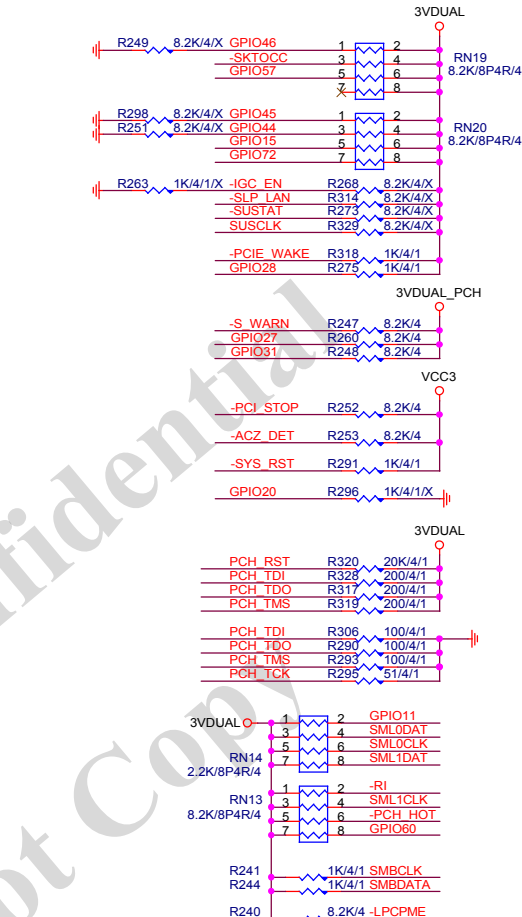 3VDUAL
R249 8.2K/4/X GPIO46 1 2
-SKTOCC 3 4 RN19
GPIO57 5 6 8.2K/8P4R/4
7 8
R298 8.2K/4/X GPIO45 1 2
R251 8.2K/4/X GPIO44 3 4 RN20
GPIO15 5 6 8.2K/8P4R/4
GPIO72 7 8
R263 1K/4/1/X -IGC_EN R268 8.2K/4/X
-SLP_LAN R314 8.2K/4/X
-SUSTAT R273 8.2K/4/X
SUSCLK R329 8.2K/4/X
-PCIE_WAKE R318 1K/4/1
GPIO28 R275 1K/4/1
3VDUAL_PCH
-S_WARN R247 8.2K/4
GPIO27 R260 8.2K/4
GPIO31 R248 8.2K/4
VCC3
-PCI_STOP R252 8.2K/4
-ACZ_DET R253 8.2K/4
-SYS_RST R291 1K/4/1
GPIO20 R296 1K/4/1/X
3VDUAL
PCH_RST R320 20K/4/1
PCH_TDI R328 200/4/1
PCH_TDO R317 200/4/1
PCH_TMS R319 200/4/1
PCH_TDI R306 100/4/1
PCH_TDO R290 100/4/1
PCH_TMS R293 100/4/1
PCH_TCK R295 51/4/1
3VDUAL 1 2 GPIO11
3 4 SML0DAT
5 6 SML0CLK
RN14 7 8 SML1DAT
2.2K/8P4R/4
1 2 -RI
RN13 3 4 SML1CLK
8.2K/8P4R/4 5 6 -PCH_HOT
7 8 GPIO60
R241 1K/4/1 SMBCLK
R244 1K/4/1 SMBDATA
R240 8.2K/4 -LPCPME
fidential
ot Copy